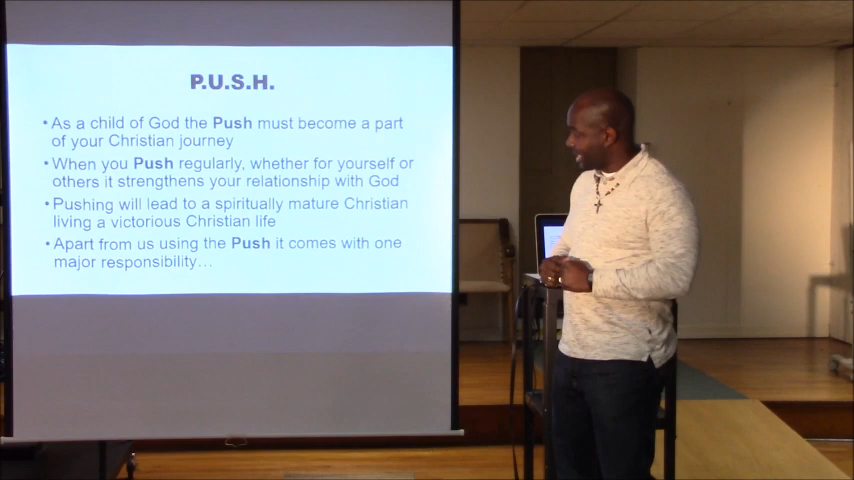 P.U.S.H.
• As a child of God the Push must become a part
of your Christian journey
• When you Push regularly, whether for yourself or
others it strengthens your relationship with God
• Pushing will lead to a spiritually mature Christian
living a victorious Christian life
• Apart from us using the Push it comes with one
major responsibility…